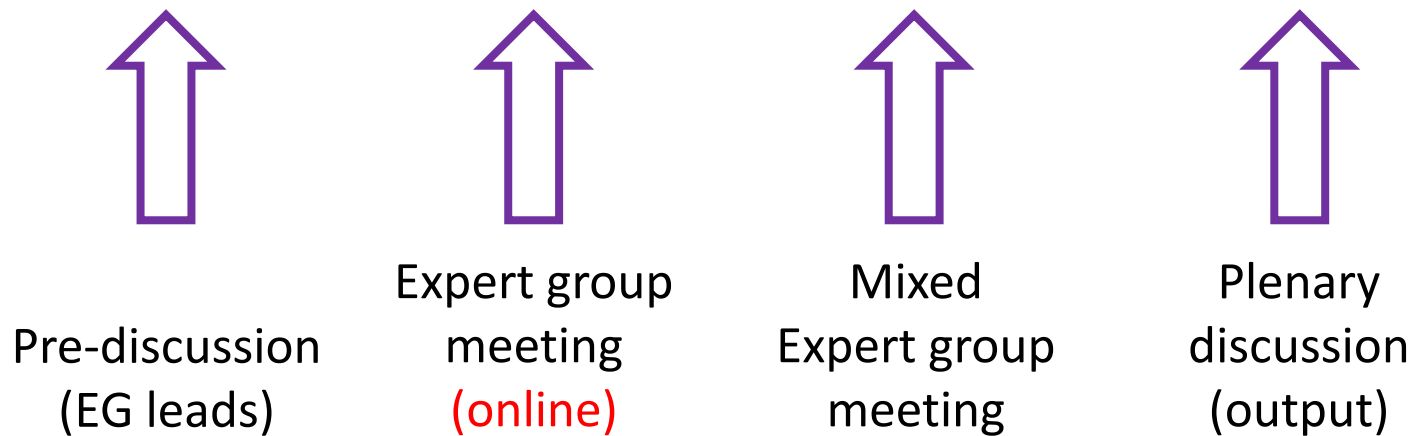 Pre-discussion
(EG leads)
Expert group
meeting
(online)
Mixed
Expert group
meeting
Plenary
discussion
(output)